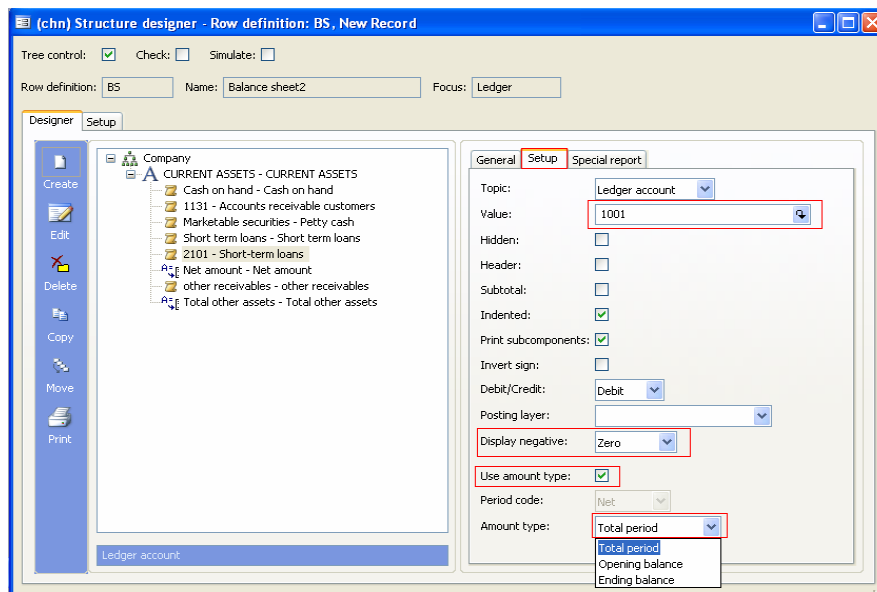 (chn) Structure designer - Row definition: BS, New Record
Tree control: Check: Simulate:
Row definition: BS Name: Balance sheet2 Focus: Ledger
Designer Setup
Create
Edit
Delete
Copy
Move
Print
Company
CURRENT ASSETS - CURRENT ASSETS
Cash on hand - Cash on hand
1131 - Accounts receivable customers
Marketable securities - Petty cash
Short term loans - Short term loans
2101 - Short-term loans
Net amount - Net amount
other receivables - other receivables
Total other assets - Total other assets
Ledger account
General Setup Special report
Topic: Ledger account
Value: 1001
Hidden:
Header:
Subtotal:
Indented:
Print subcomponents:
Invert sign:
Debit/Credit: Debit
Posting layer:
Display negative: Zero
Use amount type:
Period code: Net
Amount type: Total period
Total period
Opening balance
Ending balance